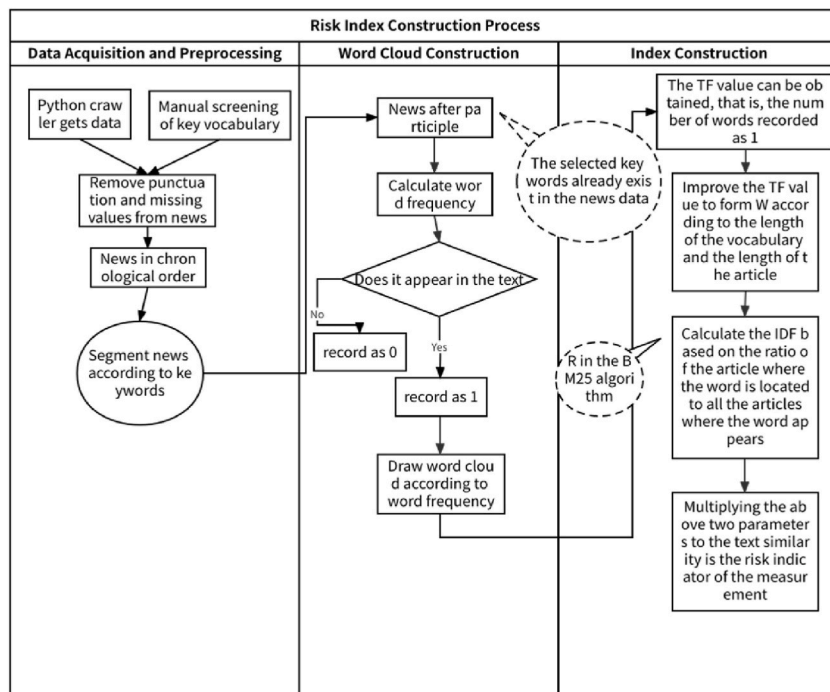 Risk Index Construction Process
Data Acquisition and Preprocessing
Word Cloud Construction
Index Construction
Python craw
ler gets data
Manual screening
of key vocabulary
Remove punctua
tion and missing
values from news
News in chron
ological order
Segment news
according to ke
ywords
News after pa
rticiple
The selected key
words already exis
t in the news data
Calculate wor
d frequency
Does it appear in the text
No
record as 0
Yes
record as 1
Draw word clou
d according to
word frequency
The TF value can be ob
tained, that is, the num
ber of words recorded
as 1
Improve the TF val
ue to form W accor
ding to the length
of the vocabulary
and the length of t
he article
R in the B
M25 algori
thm
Calculate the IDF b
ased on the ratio o
f the article where
the word is located
to all the articles
where the word ap
pears
Multiplying the ab
ove two parameter
s to the text similar
ity is the risk indic
ator of the measur
ement